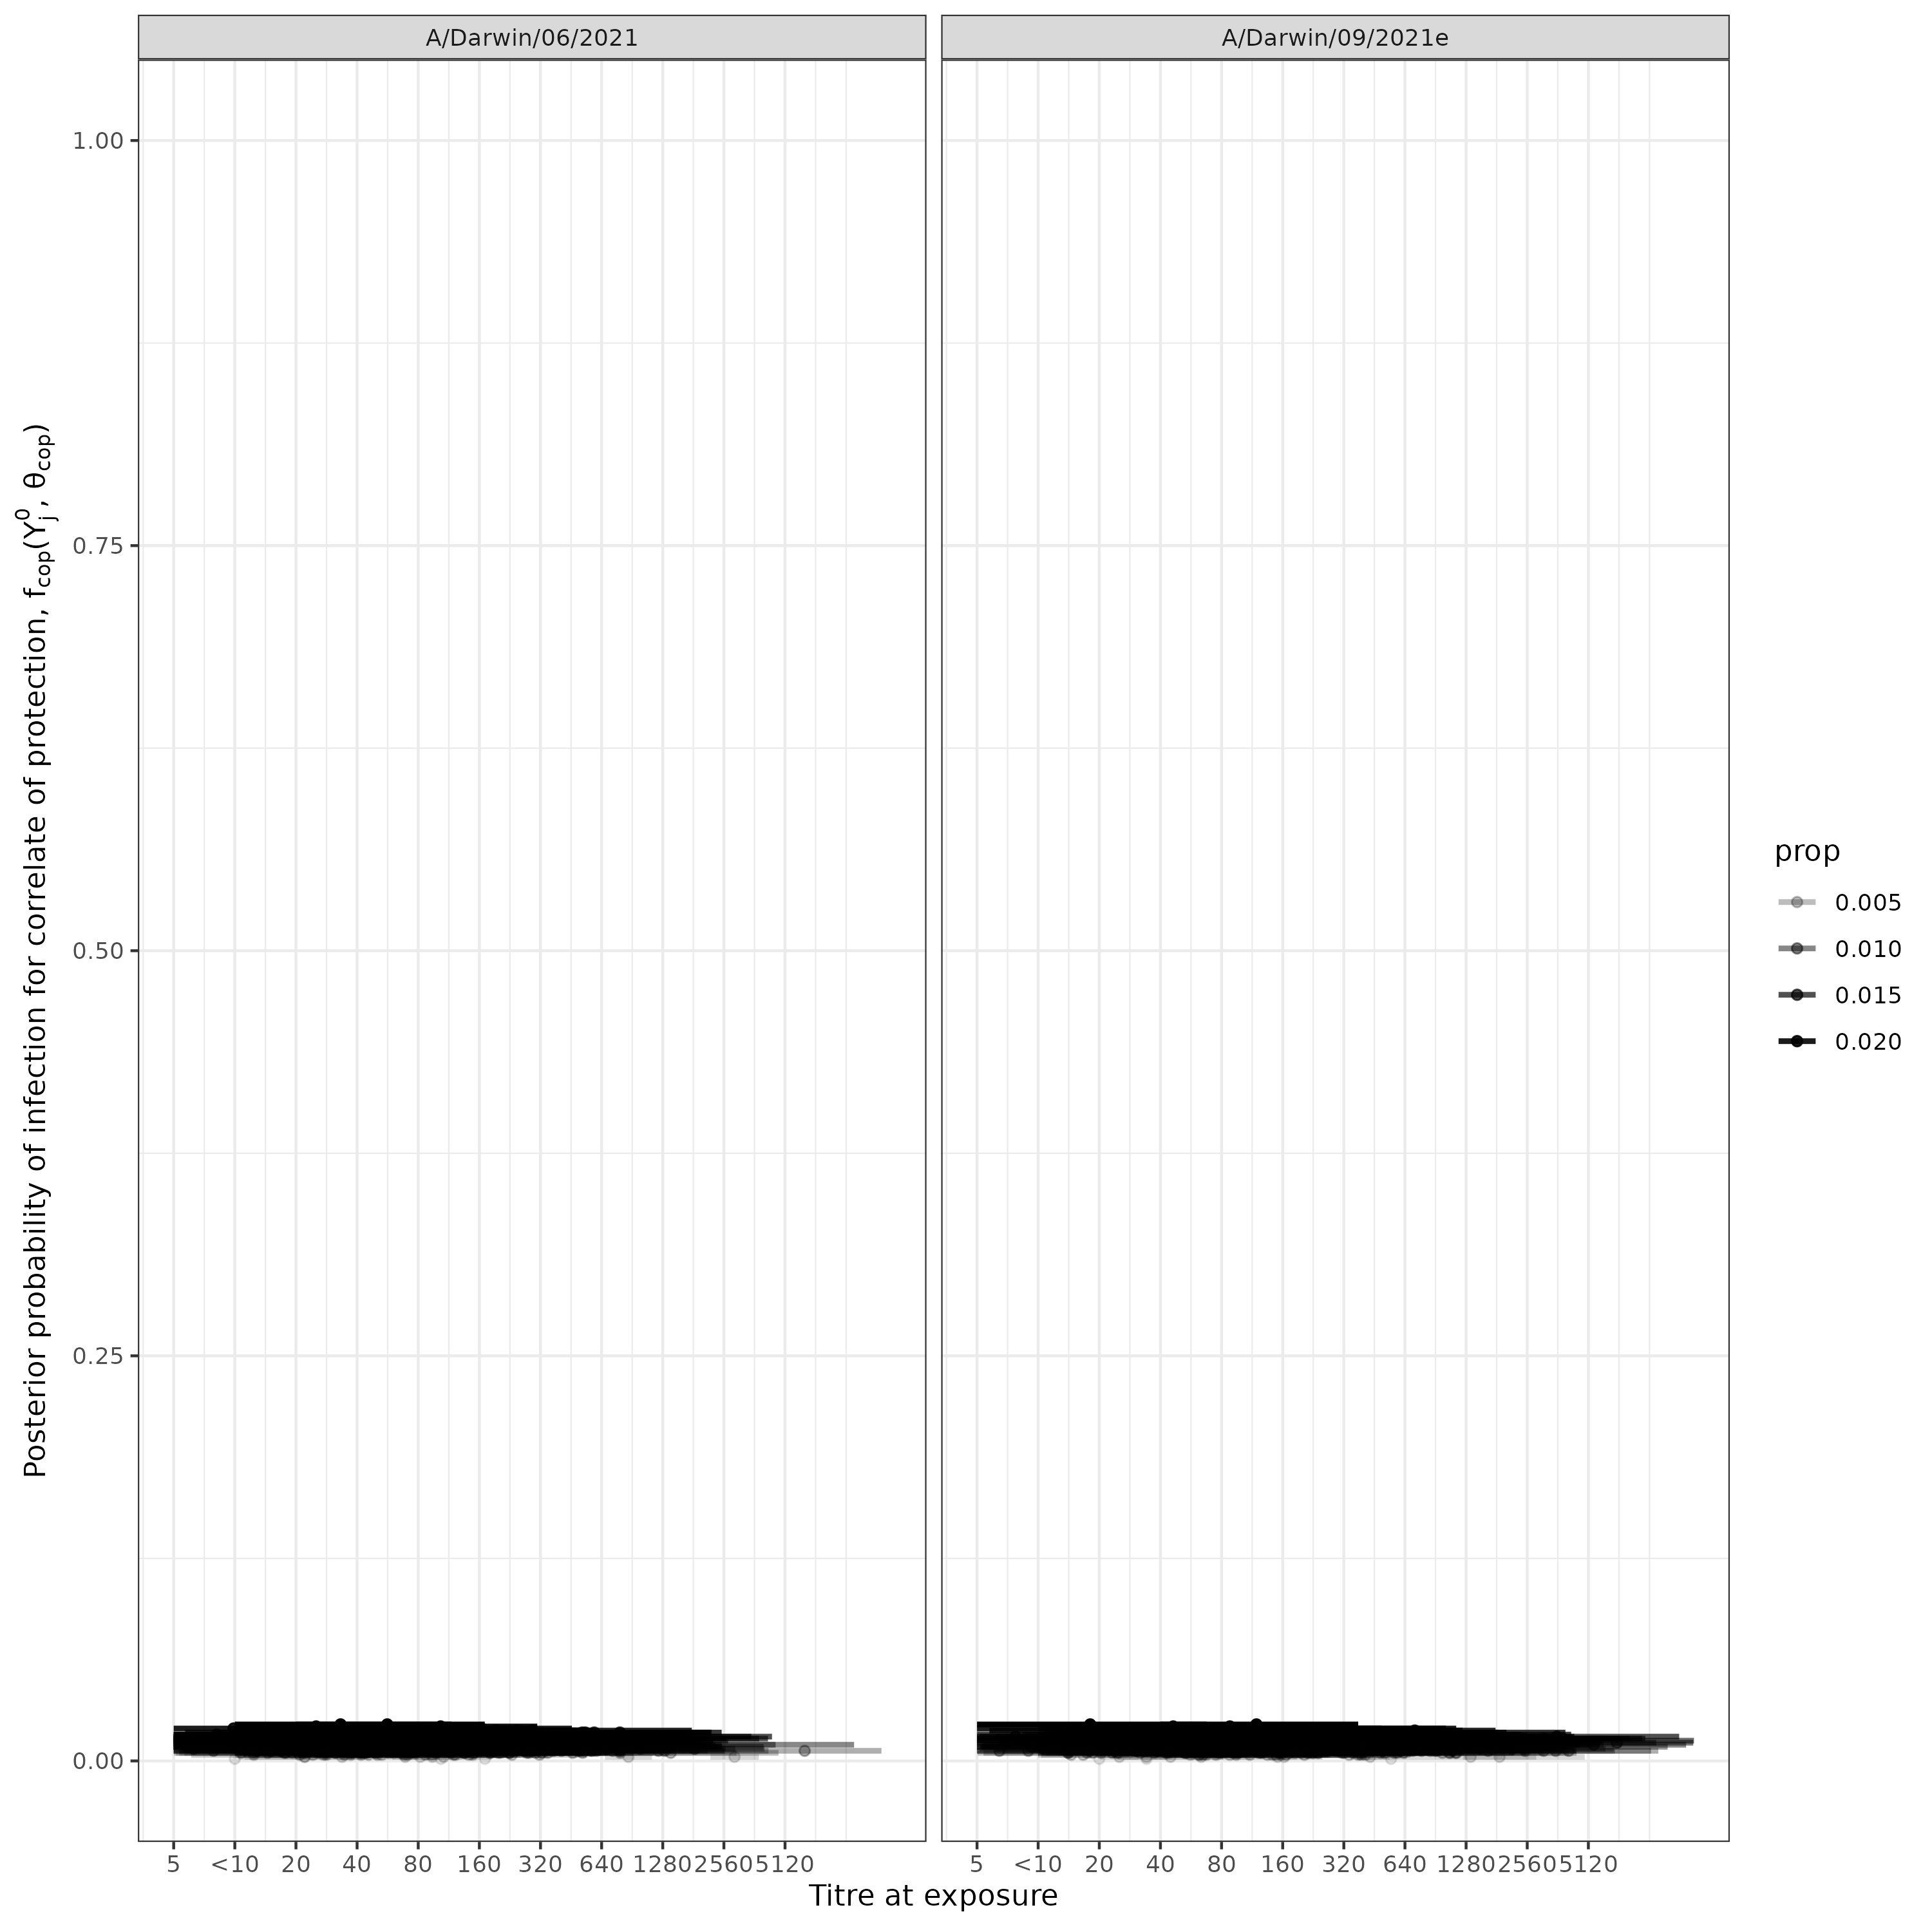 A/Darwin/06/2021
A/Darwin/09/2021e
Posterior probability of infection for correlate of protection, fcop(Yj0, θcop)
1.00
0.75
0.50
0.25
0.00
5 <10 20 40 80 160 320 640 1280 2560 5120
5 <10 20 40 80 160 320 640 1280 2560 5120
Titre at exposure
prop
0.005
0.010
0.015
0.020